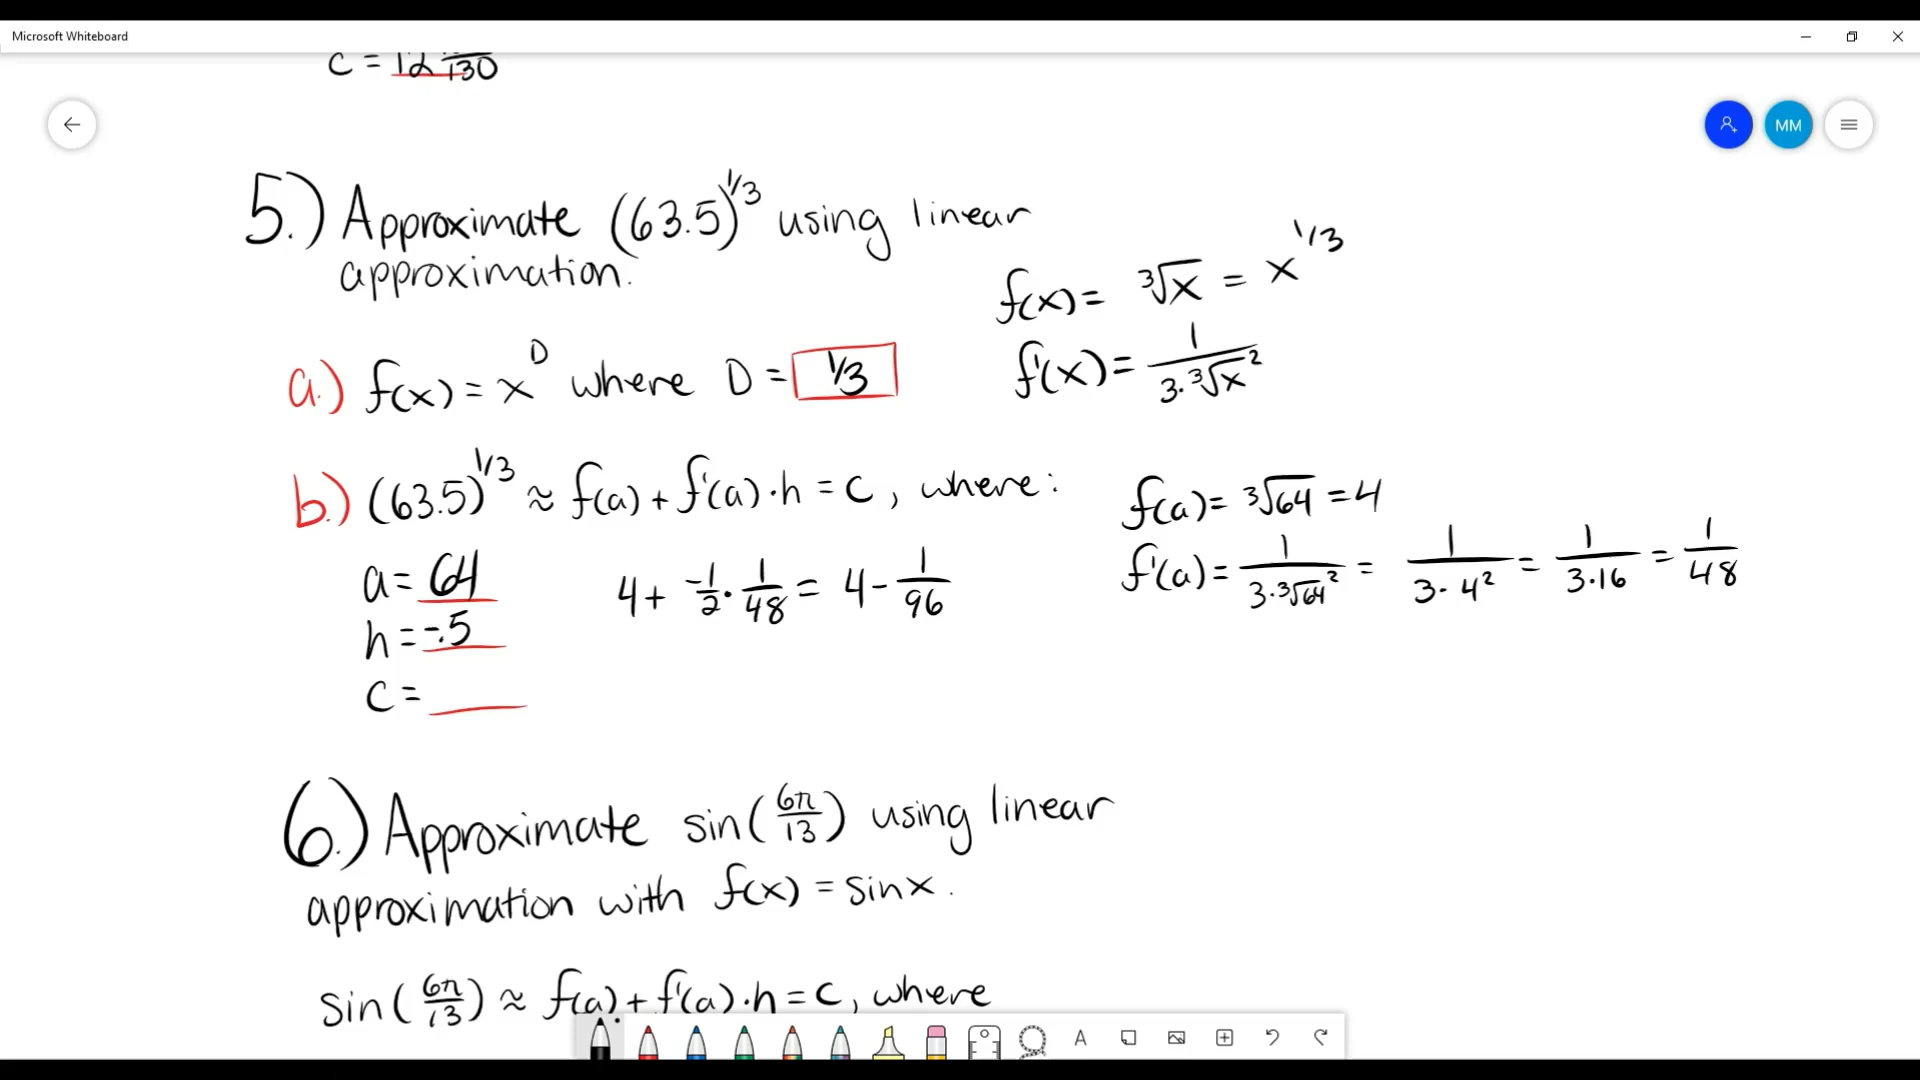 Microsoft Whiteboard
MM
5.) Approximate (63.5)^1/3 using linear
approximation.
f(x) = ∛x = x^1/3
f'(x) = 1/(3·∛x²)
a.) f(x) = x^D where D = 1/3
b.) (63.5)^1/3 ≈ f(a) + f'(a)·h = C, where:
a = 64
h = -.5
C =
4 + -1/2 · 1/48 = 4 - 1/96
f(a) = ∛64 = 4
f'(a) = 1/(3·∛64²) = 1/(3·4²) = 1/(3·16) = 1/48
6.) Approximate sin(6π/13) using linear
approximation with f(x) = sinx.
sin(6π/13) ≈ f(a) + f'(a)·h = C, where
A